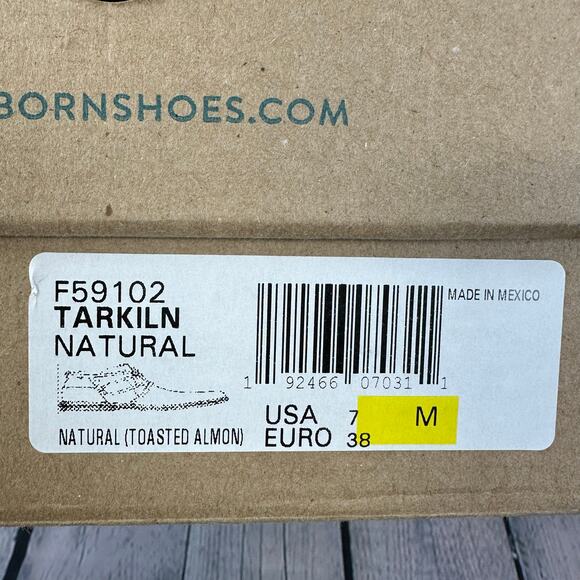 BORNSHOES.COM
F59102
TARKILN
NATURAL
MADE IN MEXICO
1 92466 07031 1
NATURAL (TOASTED ALMON)
USA 7 M
EURO 38